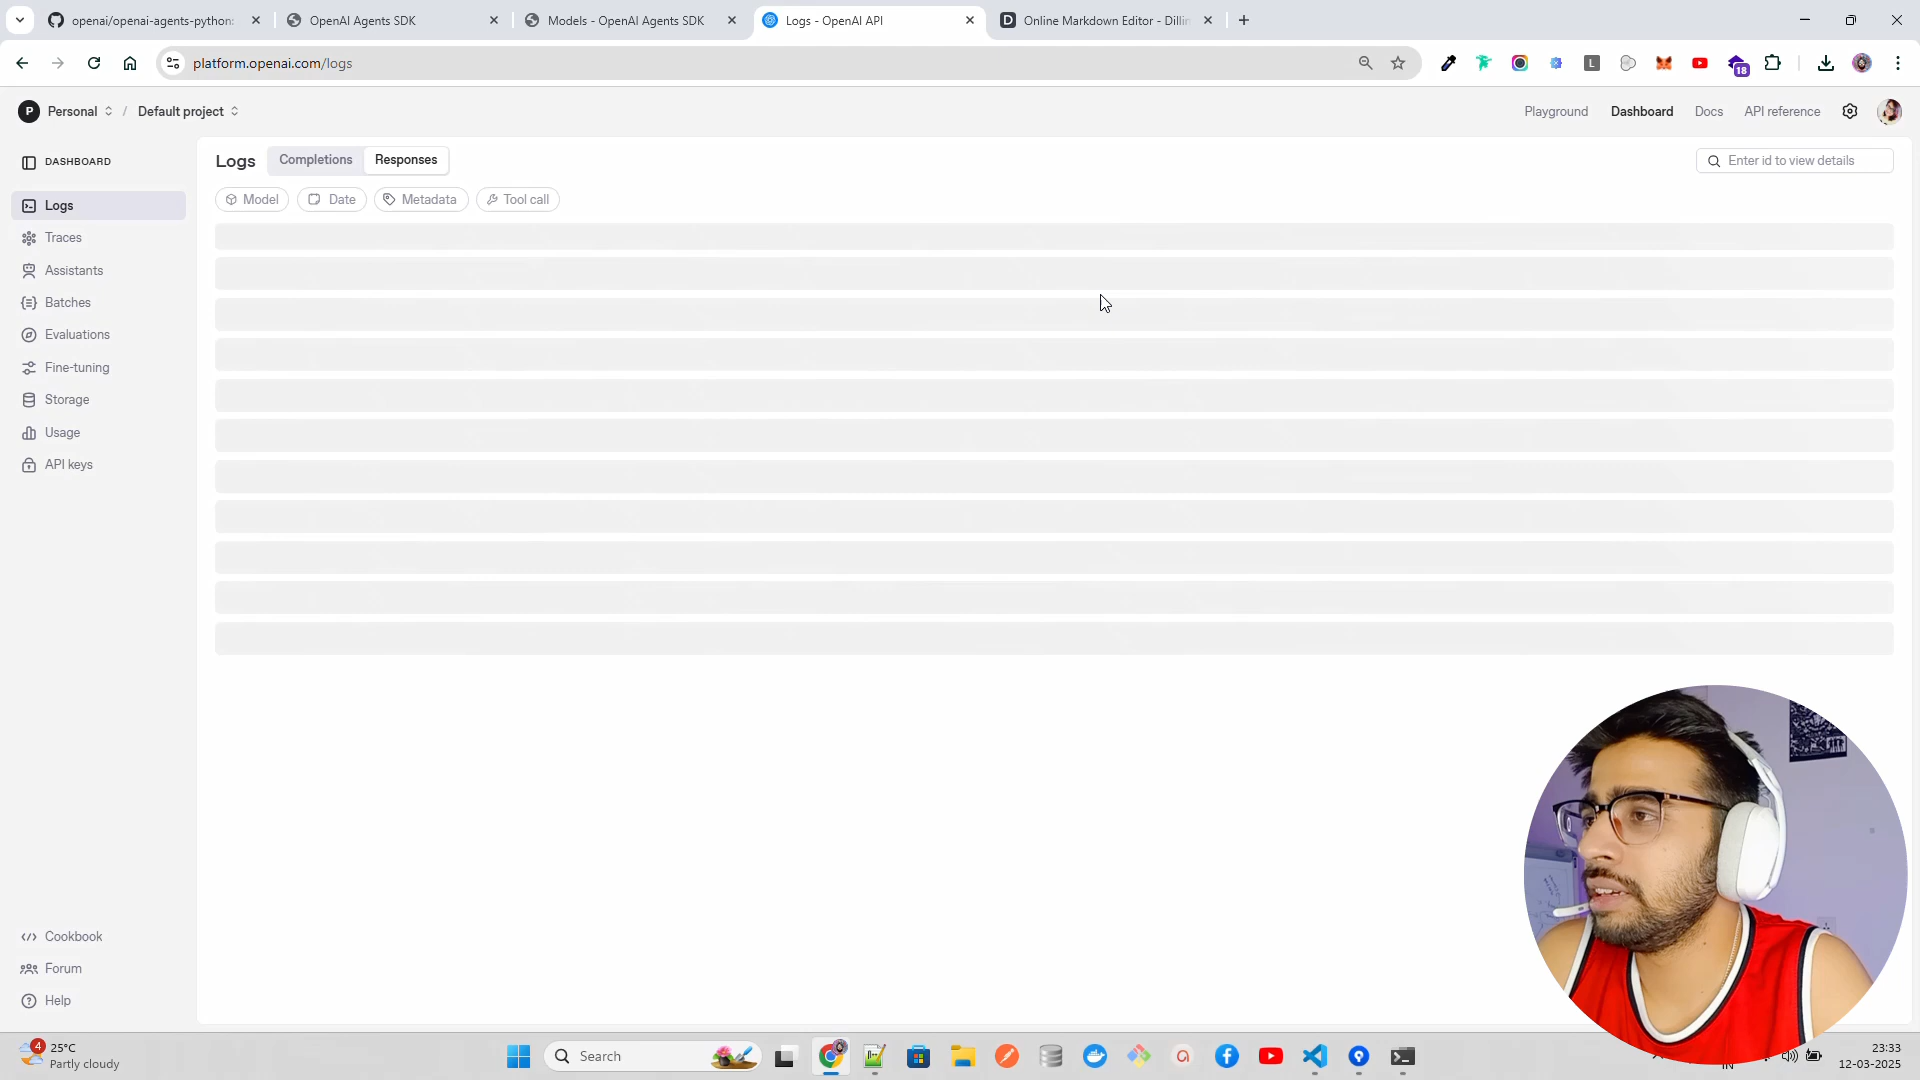 openai/openai-agents-python:
OpenAI Agents SDK
Models - OpenAI Agents SDK
Logs - OpenAI API
Online Markdown Editor - Dillin
platform.openai.com/logs
L
18
P
Personal
/
Default project
Playground
Dashboard
Docs
API reference
DASHBOARD
Logs
Completions
Responses
Enter id to view details
Model
Date
Metadata
Tool call
Logs
Traces
Assistants
Batches
Evaluations
Fine-tuning
Storage
Usage
API keys
Cookbook
Forum
Help
4
25°C
Partly cloudy
Search
IN
23:33
12-03-2025